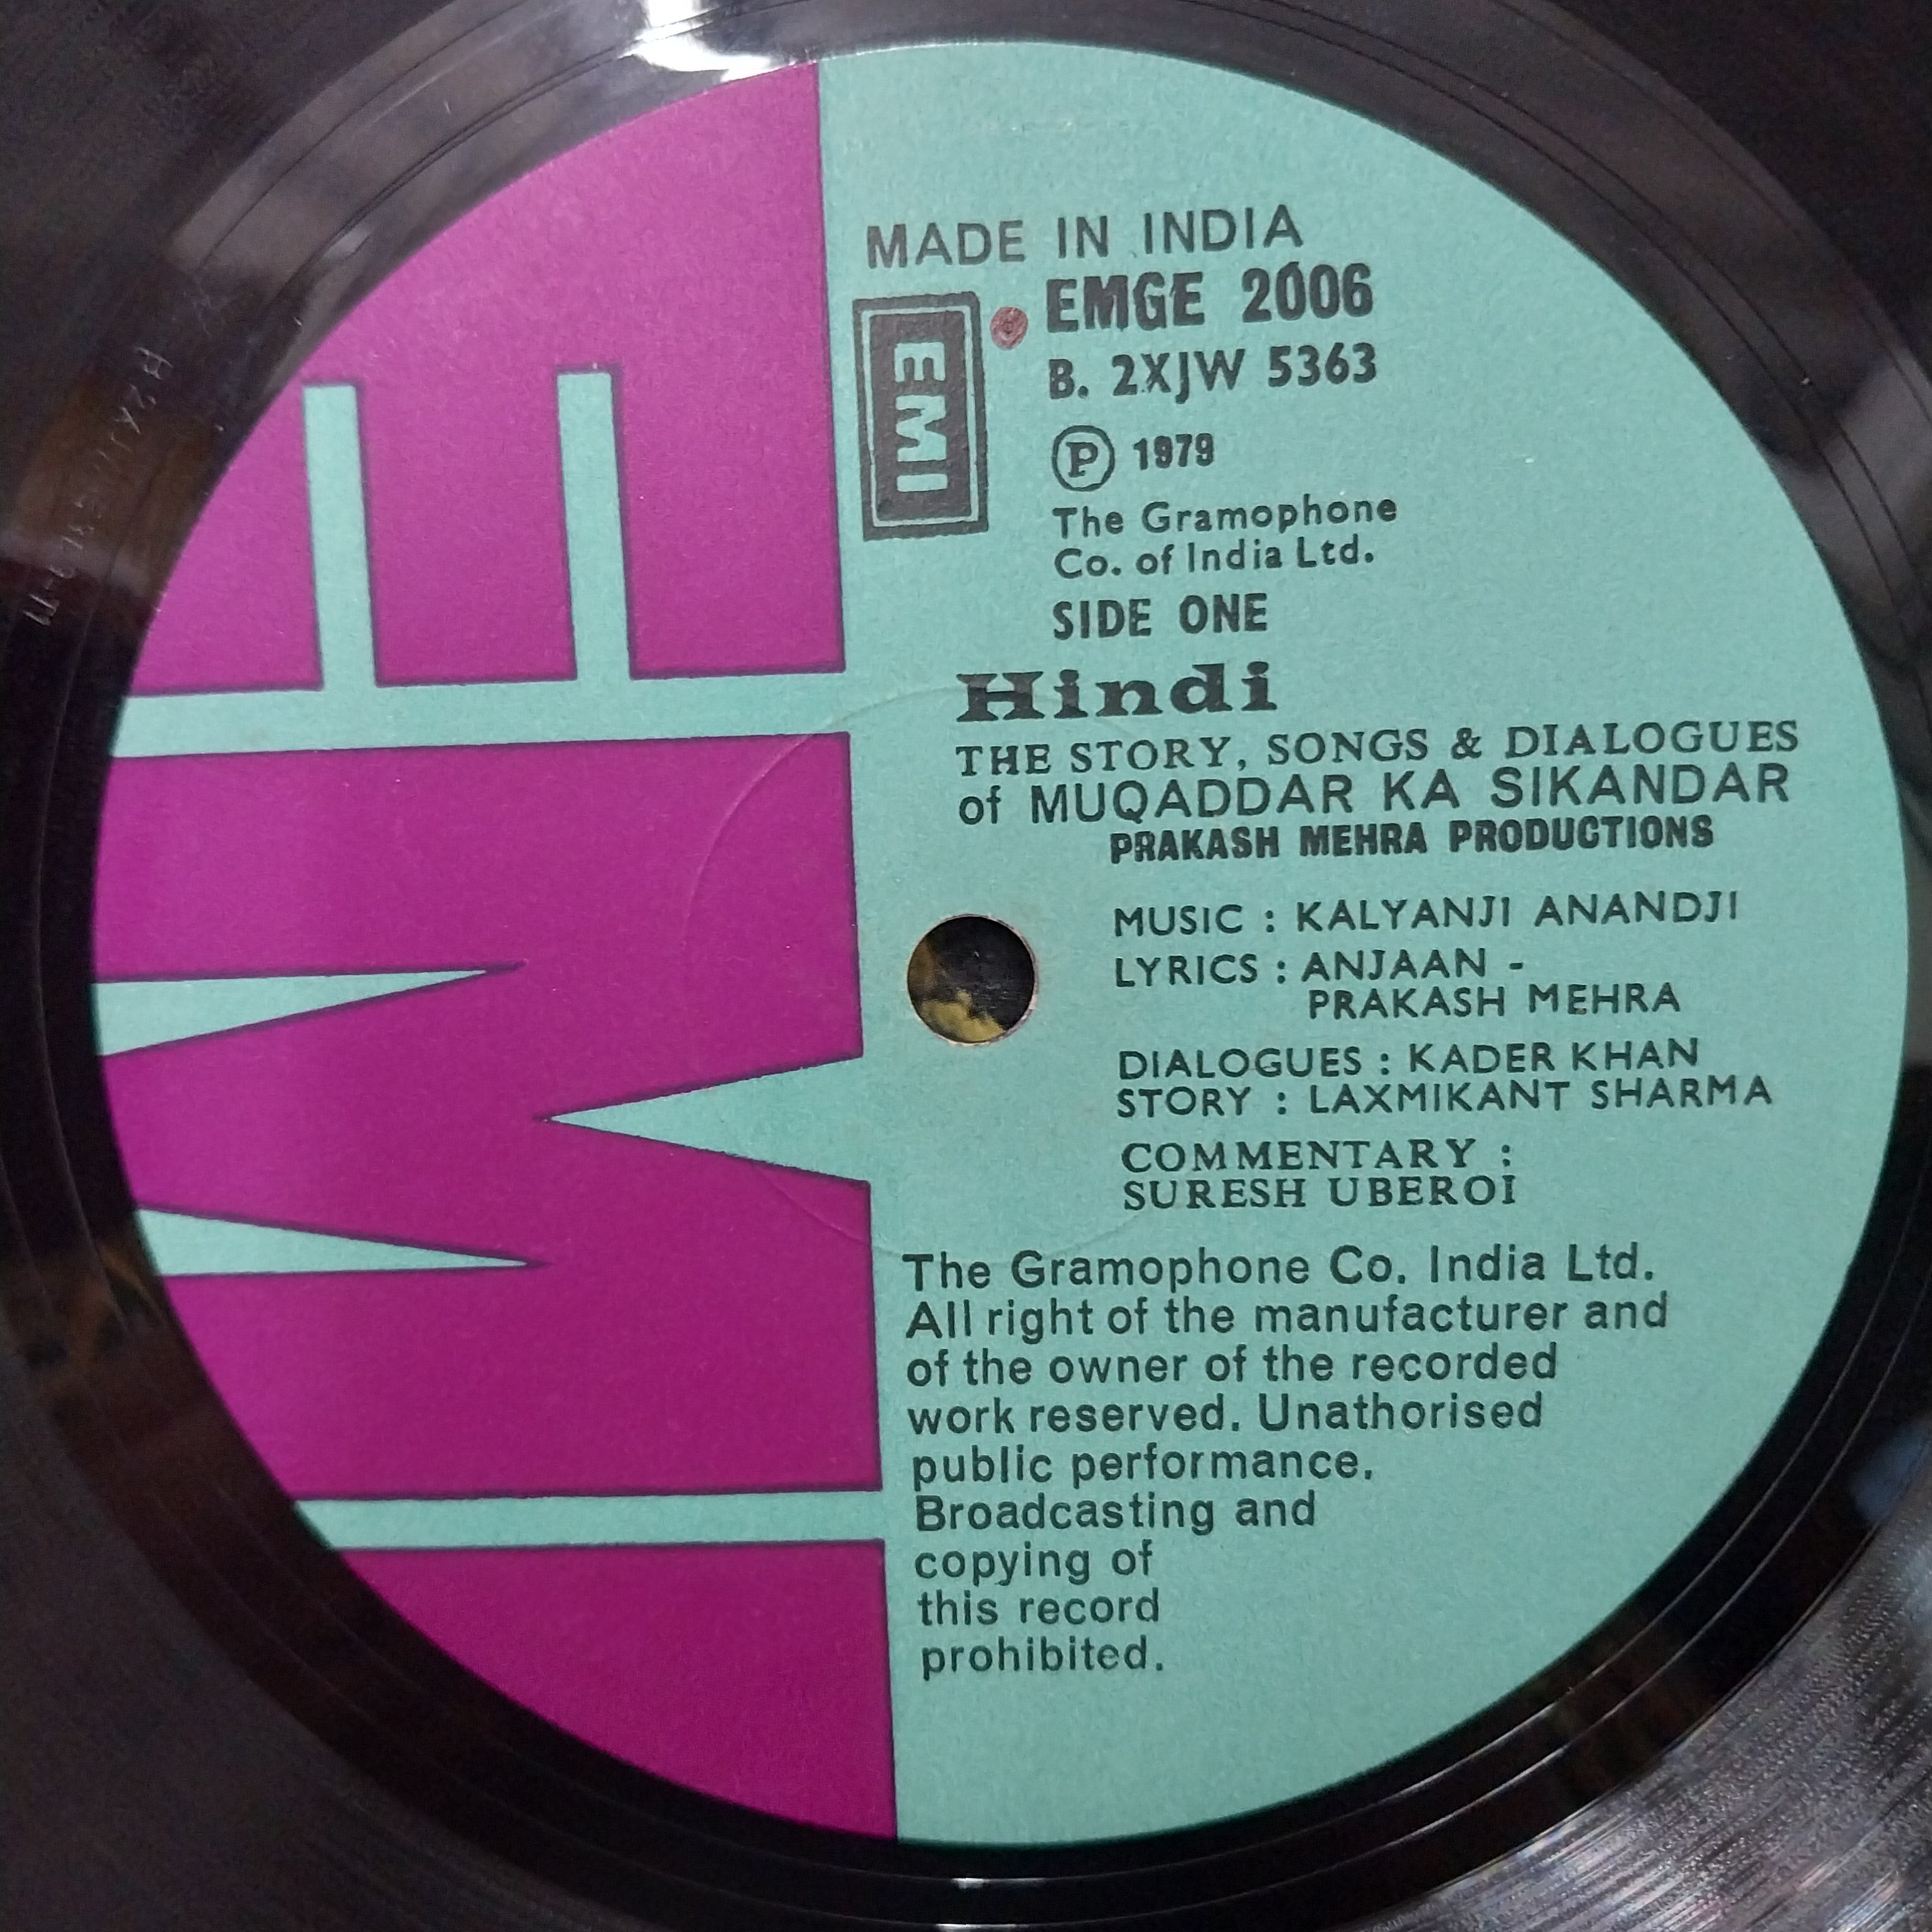 MADE IN INDIA
EMI
EMGE 2006
B. 2XJW 5363
Ⓟ 1979
The Gramophone
Co. of India Ltd.
SIDE ONE
Hindi
THE STORY, SONGS & DIALOGUES
of MUQADDAR KA SIKANDAR
PRAKASH MEHRA PRODUCTIONS
MUSIC : KALYANJI ANANDJI
LYRICS : ANJAAN -
PRAKASH MEHRA
DIALOGUES : KADER KHAN
STORY : LAXMIKANT SHARMA
COMMENTARY :
SURESH UBEROI
The Gramophone Co. India Ltd.
All right of the manufacturer and
of the owner of the recorded
work reserved. Unathorised
public performance.
Broadcasting and
copying of
this record
prohibited.
EMI